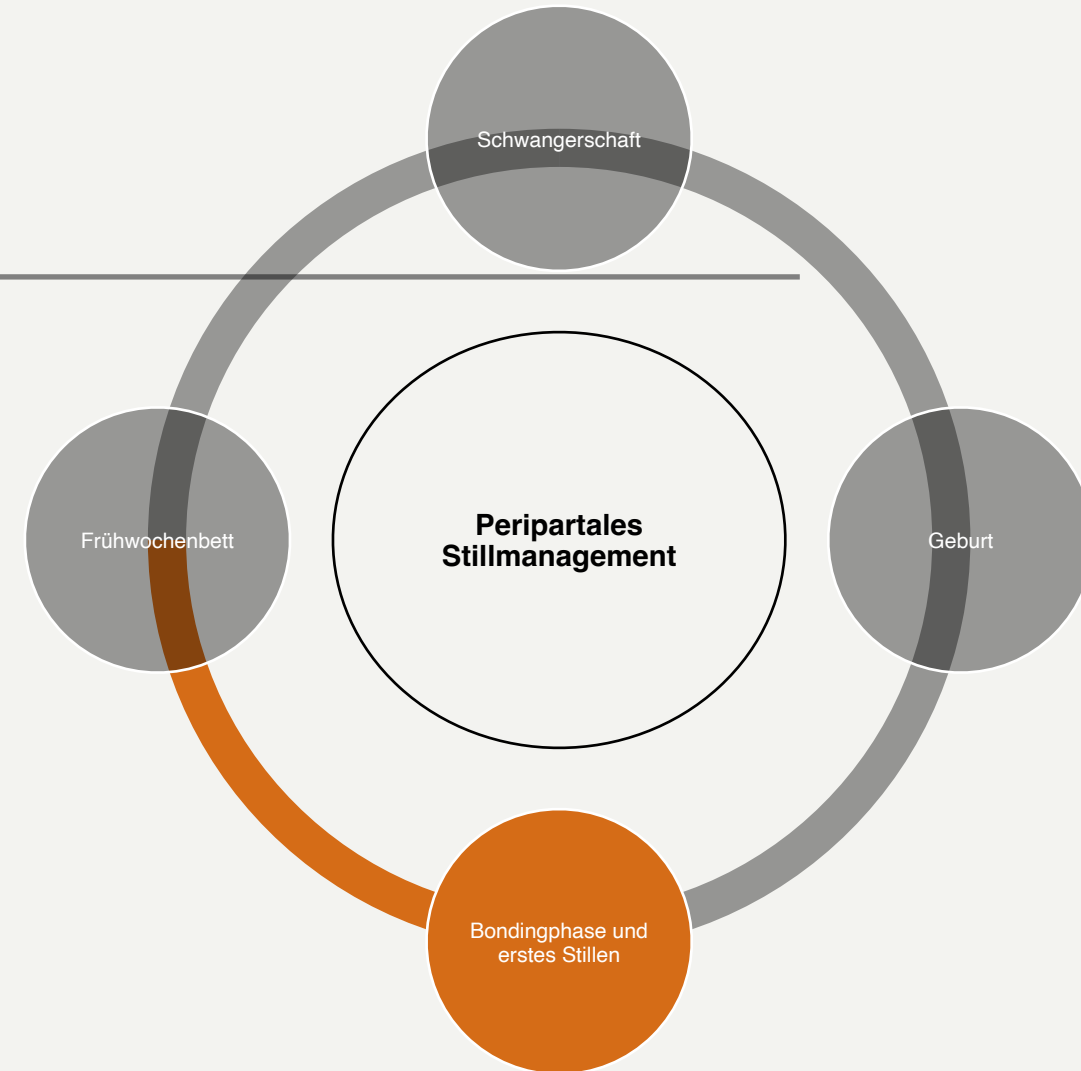 Schwangerschaft
Frühwochenbett
Peripartales
Stillmanagement
Geburt
Bondingphase und
erstes Stillen